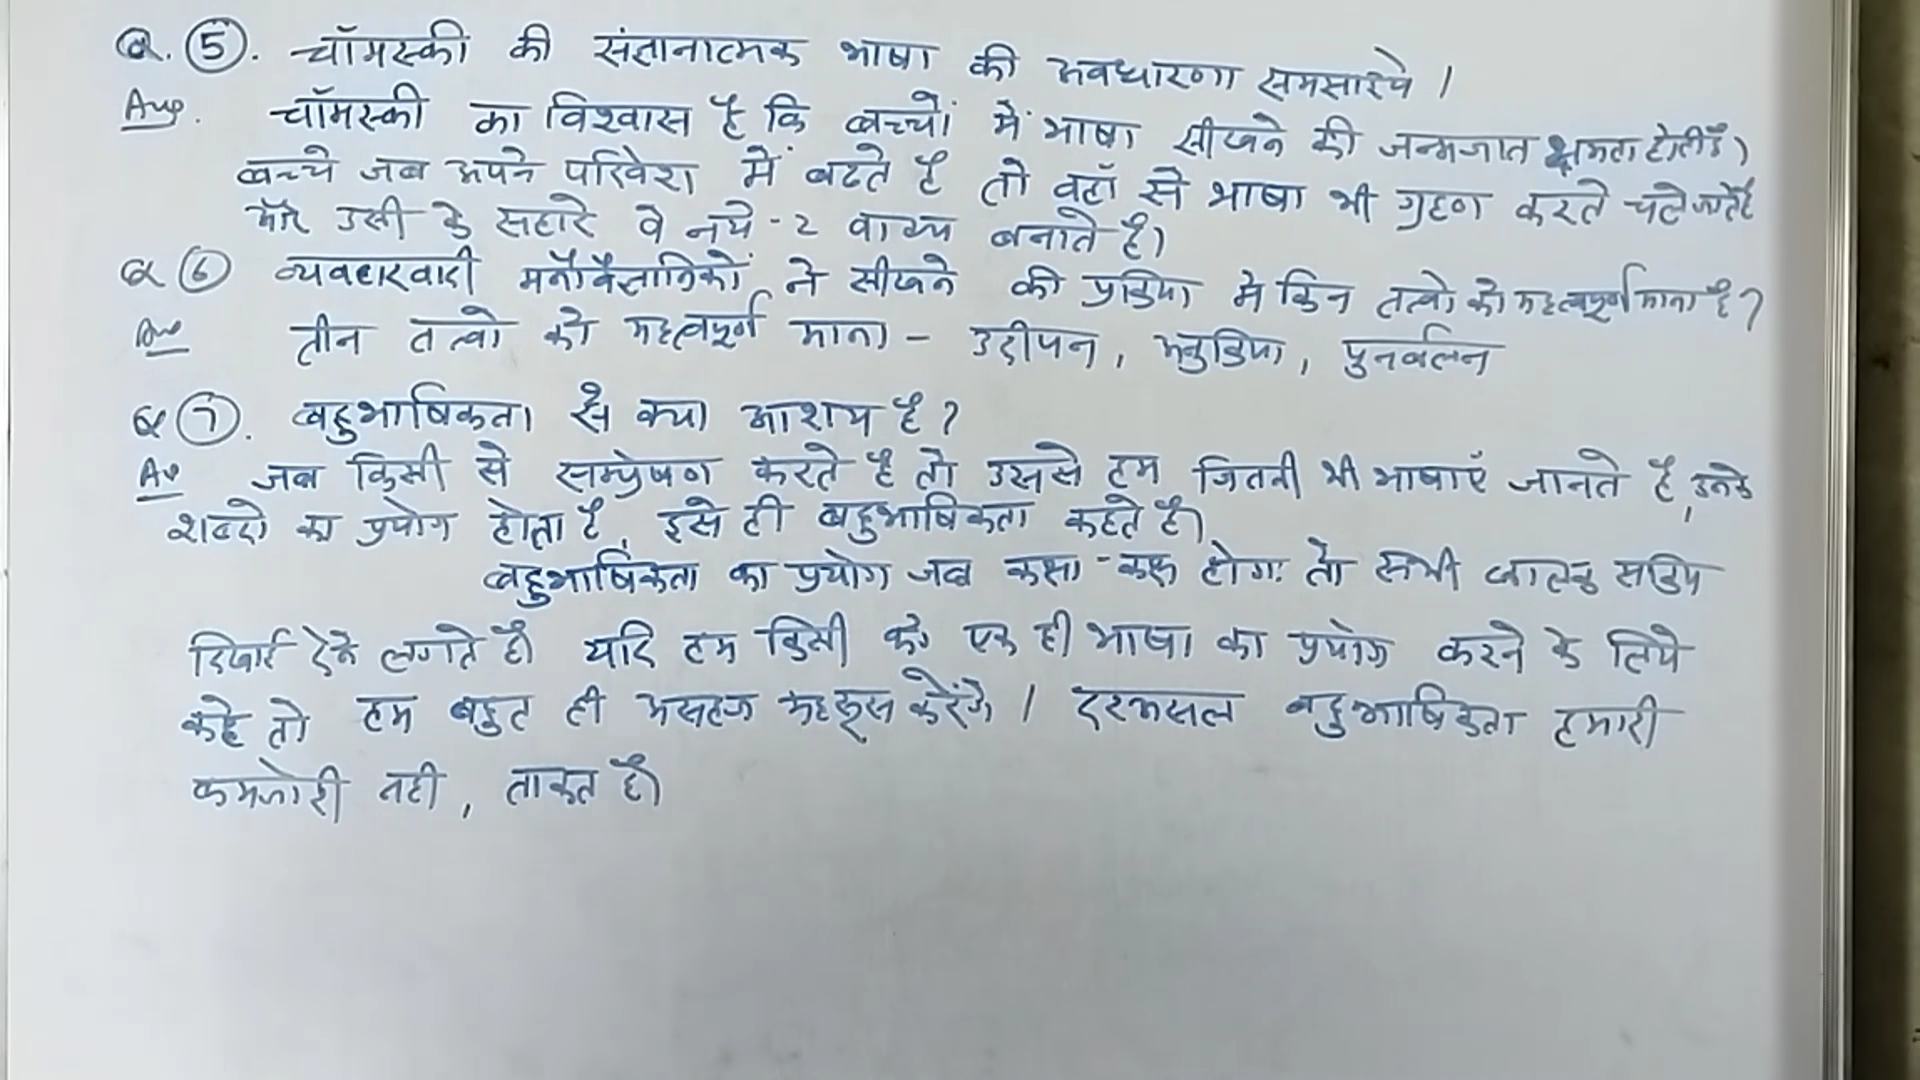 Q. 5. चॉमस्की की संज्ञानात्मक भाषा की अवधारणा समझाइये।
Ans. चॉमस्की का विश्वास है कि बच्चों में भाषा सीखने की जन्मजात क्षमता होती है।
बच्चे जब अपने परिवेश में बढते है तो वहाँ से भाषा भी ग्रहण करते चले जाते है
और उसी के सहारे वे नये-2 वाक्य बनाते है।
Q 6 व्यवहारवादी मनोवैज्ञानिकों ने सीखने की प्रक्रिया में किन तत्वो को महत्वपूर्ण माना है?
Ans तीन तत्वो को महत्वपूर्ण माना - उद्दीपन, अनुक्रिया, पुनर्वलन
Q 7. बहुभाषिकता से क्या आशय है?
Ans जब किसी से सम्प्रेषण करते है तो उससे हम जितनी भी भाषाएँ जानते है, उनके
शब्दो का प्रयोग होता है, इसे ही बहुभाषिकता कहते है।
बहुभाषिकता का प्रयोग जब कक्षा-कक्ष होगा तो सभी बालक सक्रिय
दिखाई देने लगते है। यदि हम किसी को एक ही भाषा का प्रयोग करने के लिये
कहे तो हम बहुत ही असहज महसूस करेंगे। दरअसल बहुभाषिकता हमारी
कमजोरी नही, ताकत है।